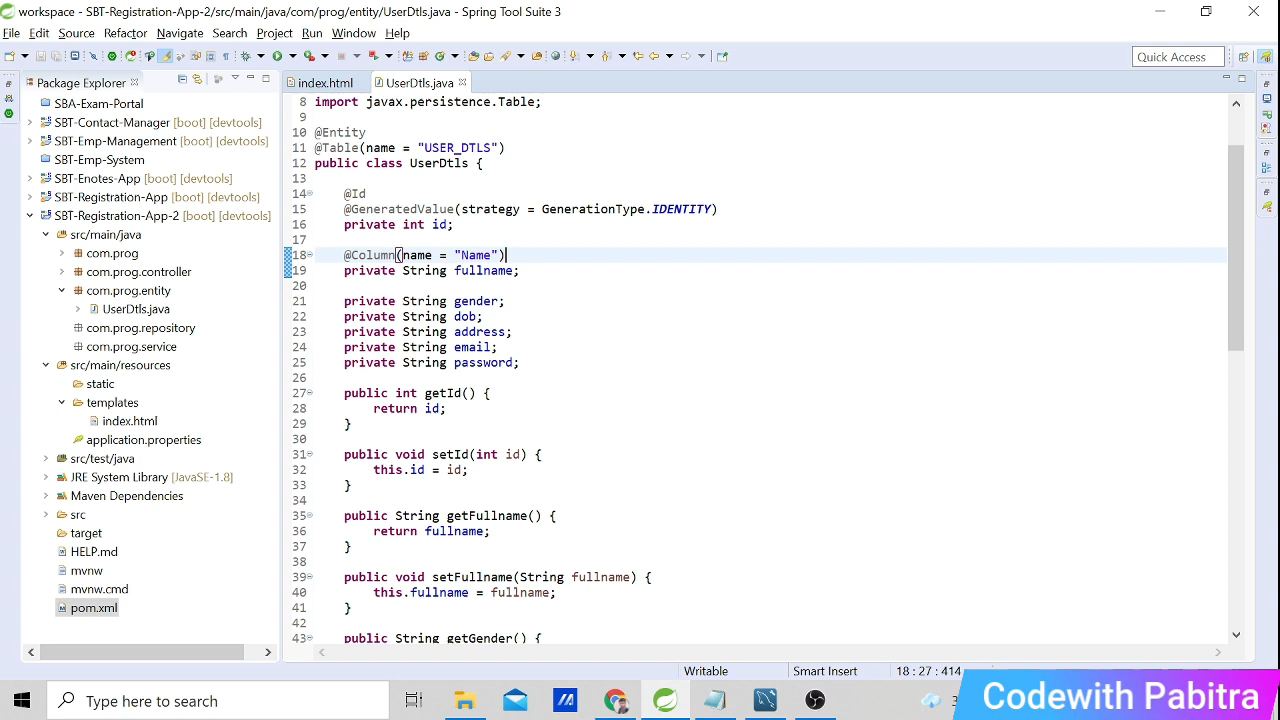 workspace - SBT-Registration-App-2/src/main/java/com/prog/entity/UserDtls.java - Spring Tool Suite 3
File Edit Source Refactor Navigate Search Project Run Window Help
Quick Access
Package Explorer
SBA-Exam-Portal
SBT-Contact-Manager [boot] [devtools]
SBT-Emp-Management [boot] [devtools]
SBT-Emp-System
SBT-Enotes-App [boot] [devtools]
SBT-Registration-App [boot] [devtools]
SBT-Registration-App-2 [boot] [devtools]
src/main/java
com.prog
com.prog.controller
com.prog.entity
UserDtls.java
com.prog.repository
com.prog.service
src/main/resources
static
templates
index.html
application.properties
src/test/java
JRE System Library [JavaSE-1.8]
Maven Dependencies
src
target
HELP.md
mvnw
mvnw.cmd
pom.xml
index.html UserDtls.java
8 import javax.persistence.Table;
9
10 @Entity
11 @Table(name = "USER_DTLS")
12 public class UserDtls {
13
14 @Id
15 @GeneratedValue(strategy = GenerationType.IDENTITY)
16 private int id;
17
18 @Column(name = "Name")
19 private String fullname;
20
21 private String gender;
22 private String dob;
23 private String address;
24 private String email;
25 private String password;
26
27 public int getId() {
28 return id;
29 }
30
31 public void setId(int id) {
32 this.id = id;
33 }
34
35 public String getFullname() {
36 return fullname;
37 }
38
39 public void setFullname(String fullname) {
40 this.fullname = fullname;
41 }
42
43 public String getGender() {
Writable Smart Insert 18 : 27 : 414
Type here to search
Codewith Pabitra